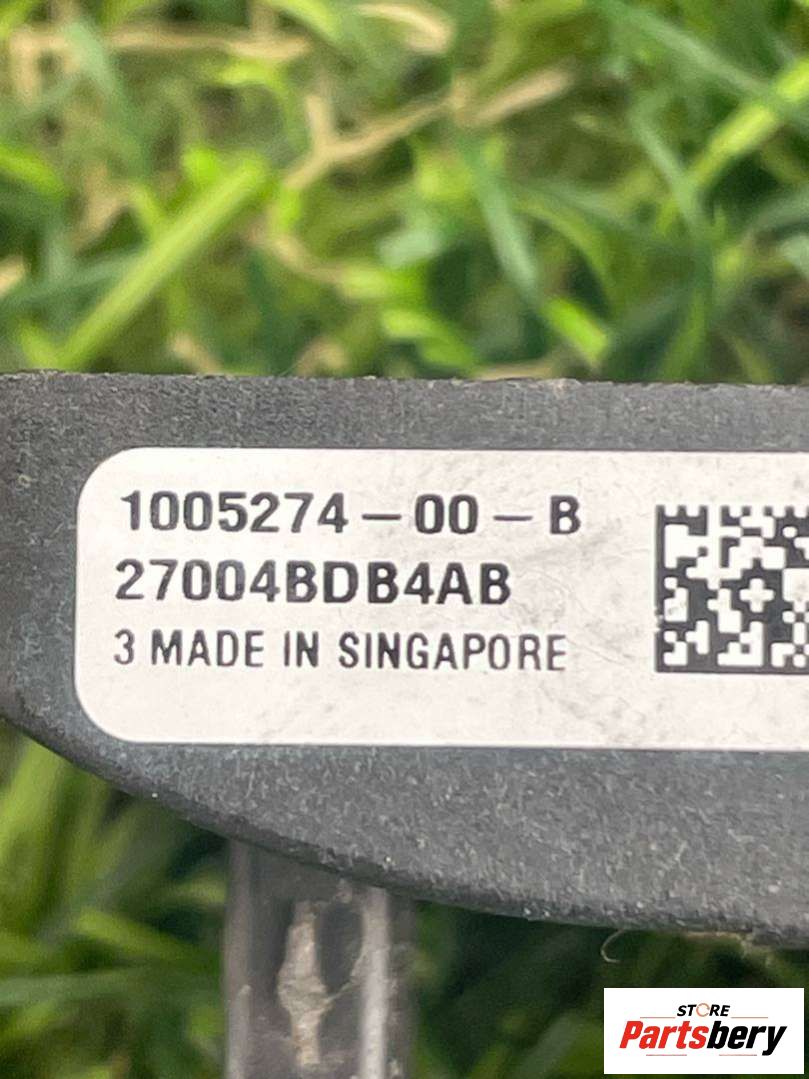 1005274-00-B
27004BDB4AB
3 MADE IN SINGAPORE
STORE
Partsbery